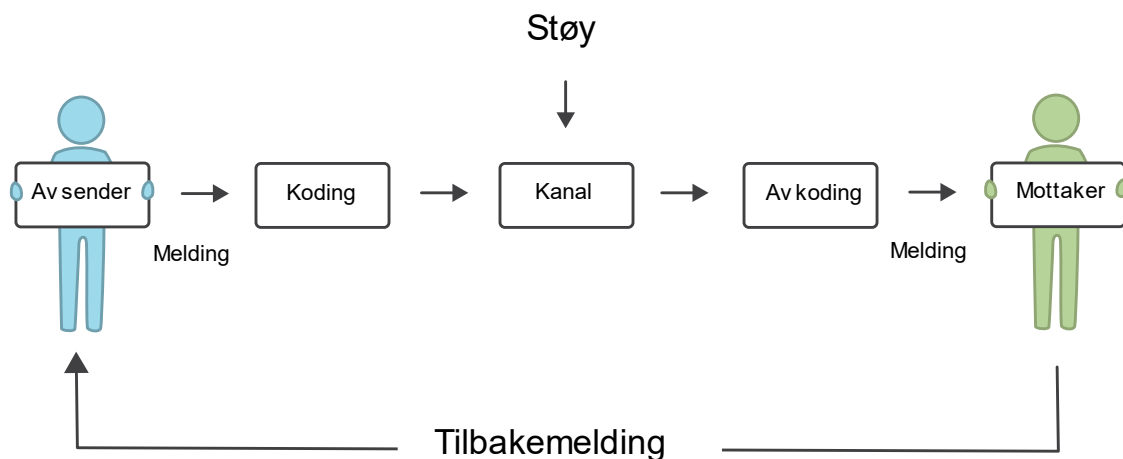 Støy
Av sender
Koding
Kanal
Av koding
Mottaker
Melding
Melding
Tilbakemelding